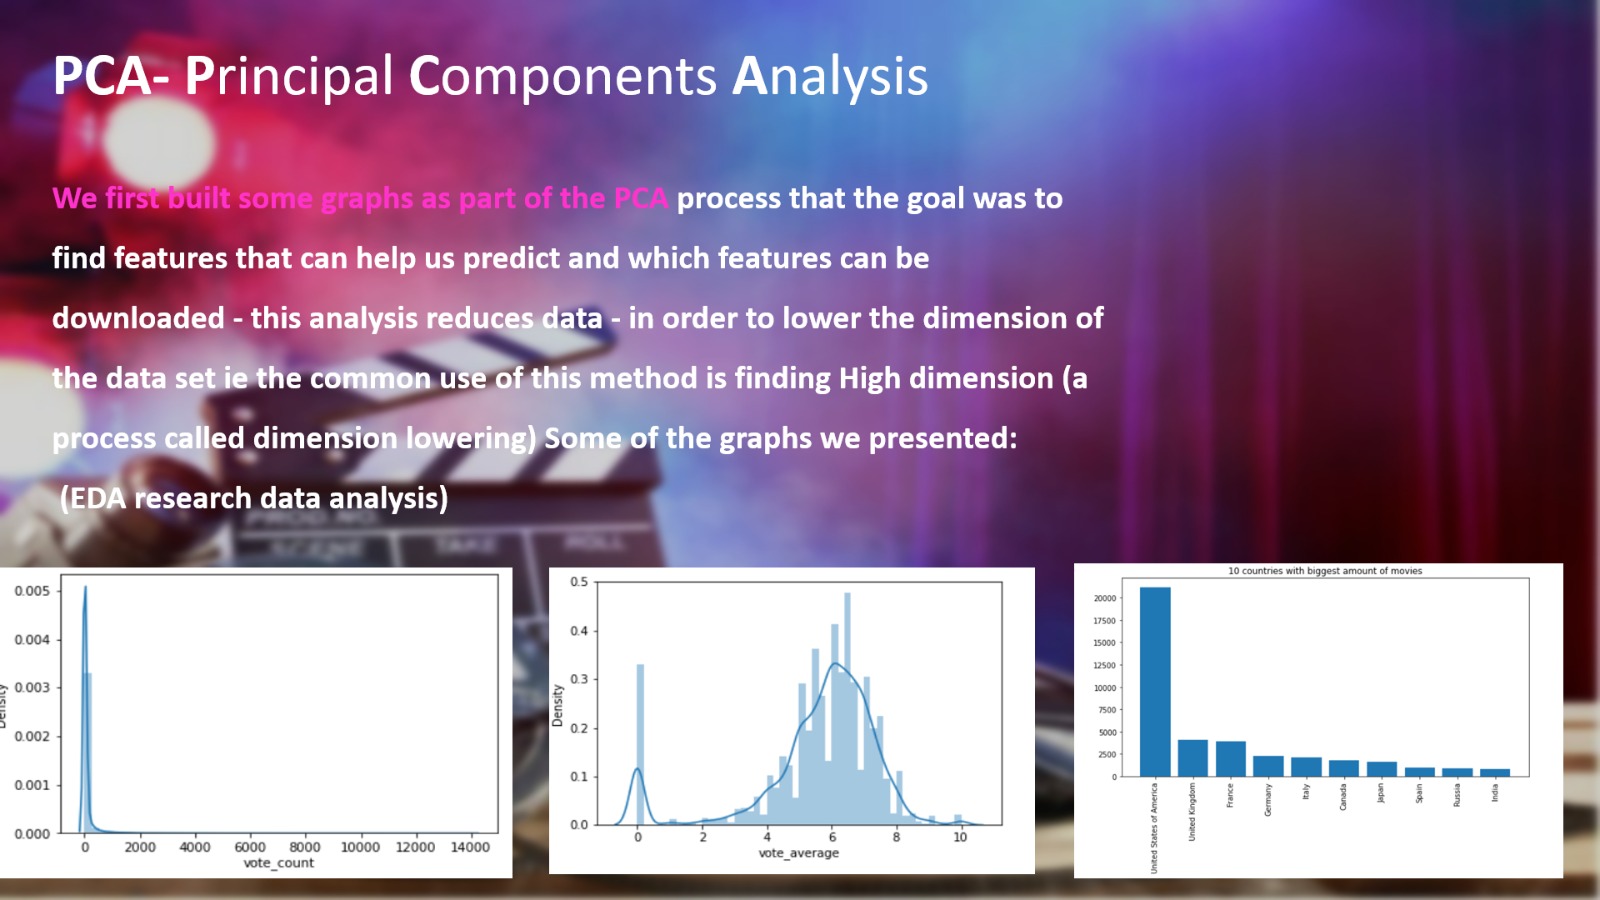 PCA- Principal Components Analysis
We first built some graphs as part of the PCA process that the goal was to
find features that can help us predict and which features can be
downloaded - this analysis reduces data - in order to lower the dimension of
the data set ie the common use of this method is finding High dimension (a
process called dimension lowering) Some of the graphs we presented:
(EDA research data analysis)
PROD.NO.
SCENE TAKE ROLL
0.005
0.004
0.003
0.002
0.001
0.000
Density
0 2000 4000 6000 8000 10000 12000 14000
vote_count
0.5
0.4
0.3
0.2
0.1
0.0
Density
0 2 4 6 8 10
vote_average
10 countries with biggest amount of movies
20000
17500
15000
12500
10000
7500
5000
2500
0
United States of America
United Kingdom
France
Germany
Italy
Canada
Japan
Spain
Russia
India